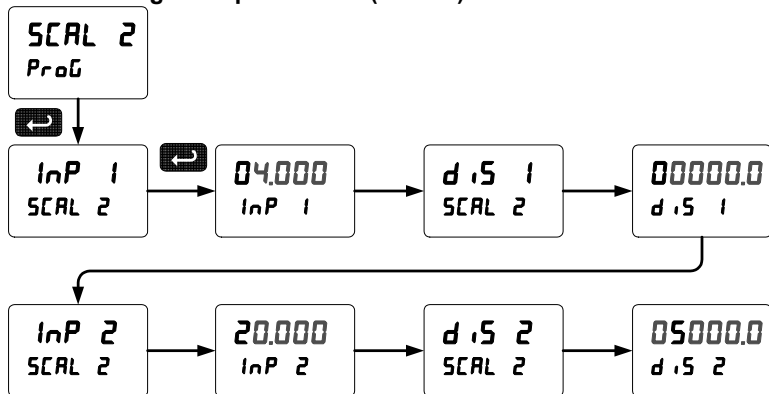 SCAL 2
ProG
InP 1
SCAL 2
04.000
InP 1
diS 1
SCAL 2
00000.0
diS 1
InP 2
SCAL 2
20.000
InP 2
diS 2
SCAL 2
05000.0
diS 2